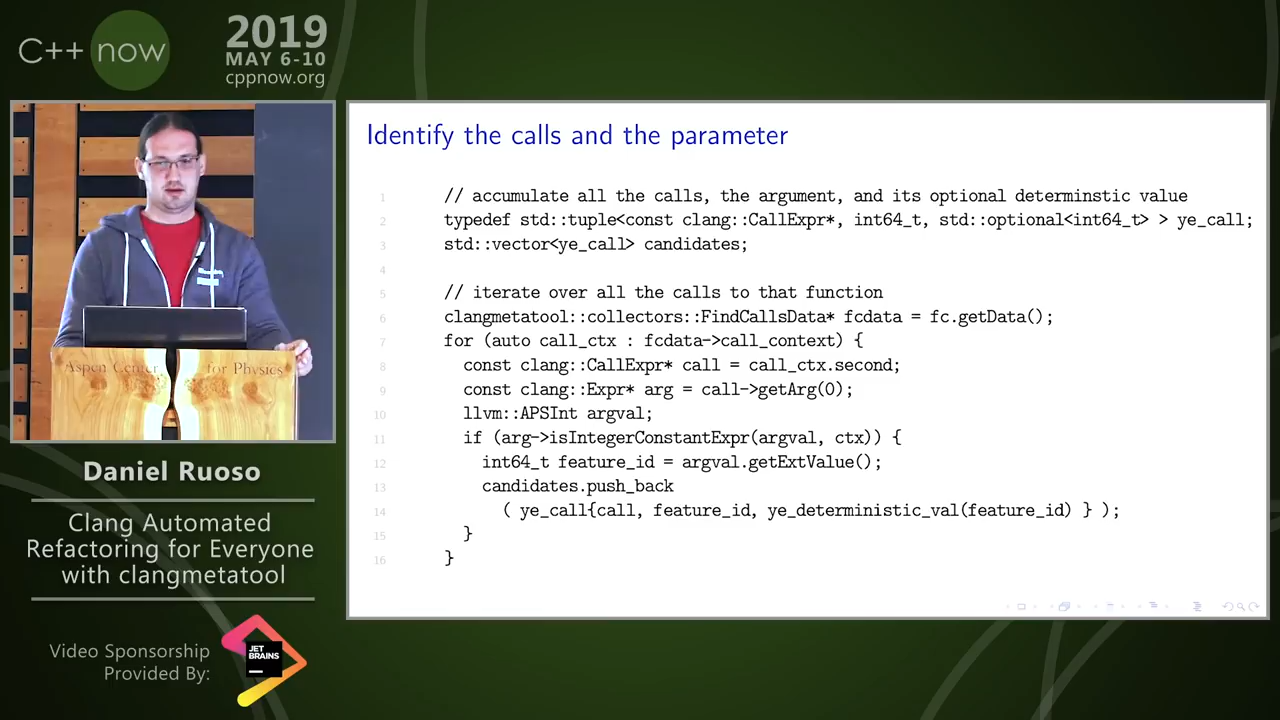 C++ now
2019
MAY 6-10
cppnow.org
Aspen Center for Physics
Daniel Ruoso
Clang Automated
Refactoring for Everyone
with clangmetatool
Video Sponsorship
Provided By:
JET
BRAINS
Identify the calls and the parameter
1 // accumulate all the calls, the argument, and its optional determinstic value
2 typedef std::tuple<const clang::CallExpr*, int64_t, std::optional<int64_t> > ye_call;
3 std::vector<ye_call> candidates;
4
5 // iterate over all the calls to that function
6 clangmetatool::collectors::FindCallsData* fcdata = fc.getData();
7 for (auto call_ctx : fcdata->call_context) {
8 const clang::CallExpr* call = call_ctx.second;
9 const clang::Expr* arg = call->getArg(0);
10 llvm::APSInt argval;
11 if (arg->isIntegerConstantExpr(argval, ctx)) {
12 int64_t feature_id = argval.getExtValue();
13 candidates.push_back
14 ( ye_call{call, feature_id, ye_deterministic_val(feature_id) } );
15 }
16 }